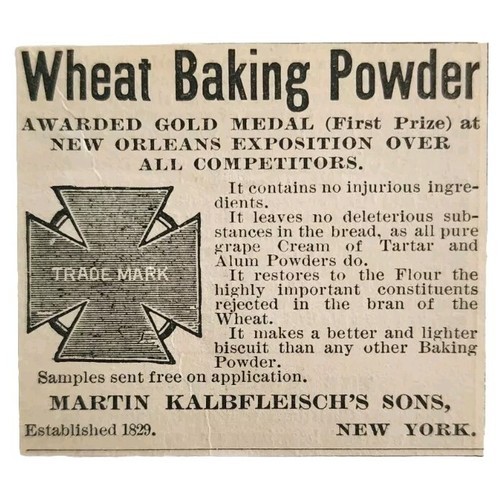 Wheat Baking Powder
AWARDED GOLD MEDAL (First Prize) at
NEW ORLEANS EXPOSITION OVER
ALL COMPETITORS.
TRADE MARK
It contains no injurious ingre-
dients.
It leaves no deleterious sub-
stances in the bread, as all pure
grape Cream of Tartar and
Alum Powders do.
It restores to the Flour the
highly important constituents
rejected in the bran of the
Wheat.
It makes a better and lighter
biscuit than any other Baking
Powder.
Samples sent free on application.
MARTIN KALBFLEISCH'S SONS,
Established 1829. NEW YORK.